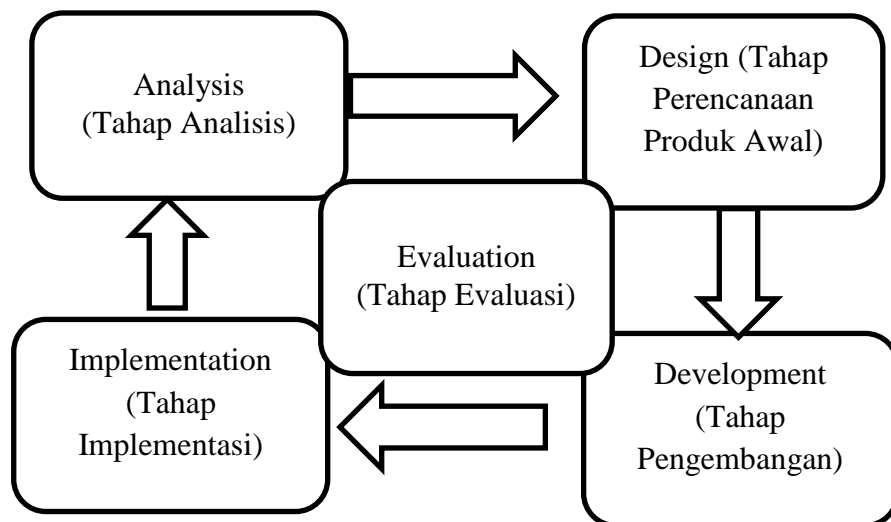 Analysis
(Tahap Analisis)
Design (Tahap
Perencanaan
Produk Awal)
Evaluation
(Tahap Evaluasi)
Implementation
(Tahap
Implementasi)
Development
(Tahap
Pengembangan)